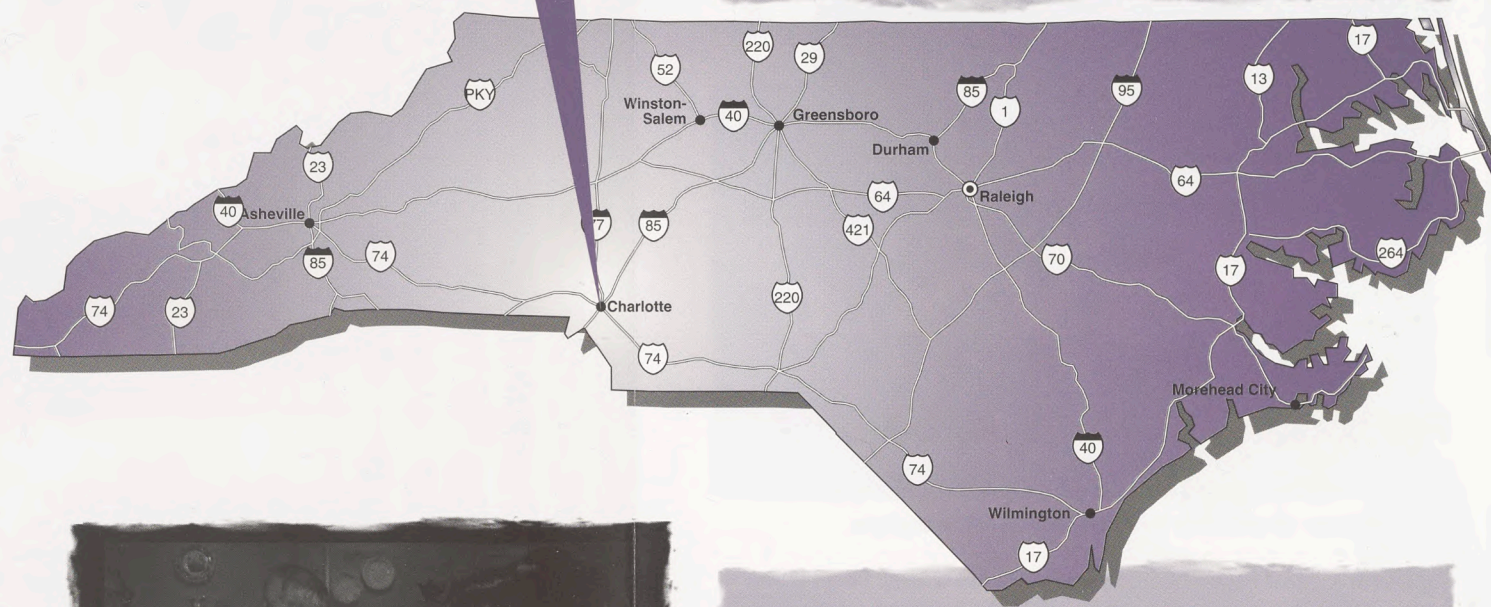 17
220
29
52
13
PKY
85
95
1
Winston-
Salem
40
Greensboro
Durham
23
64
64
Raleigh
40
Asheville
77
85
421
70
264
85
74
17
220
74
23
Charlotte
74
Morehead City
40
74
Wilmington
17